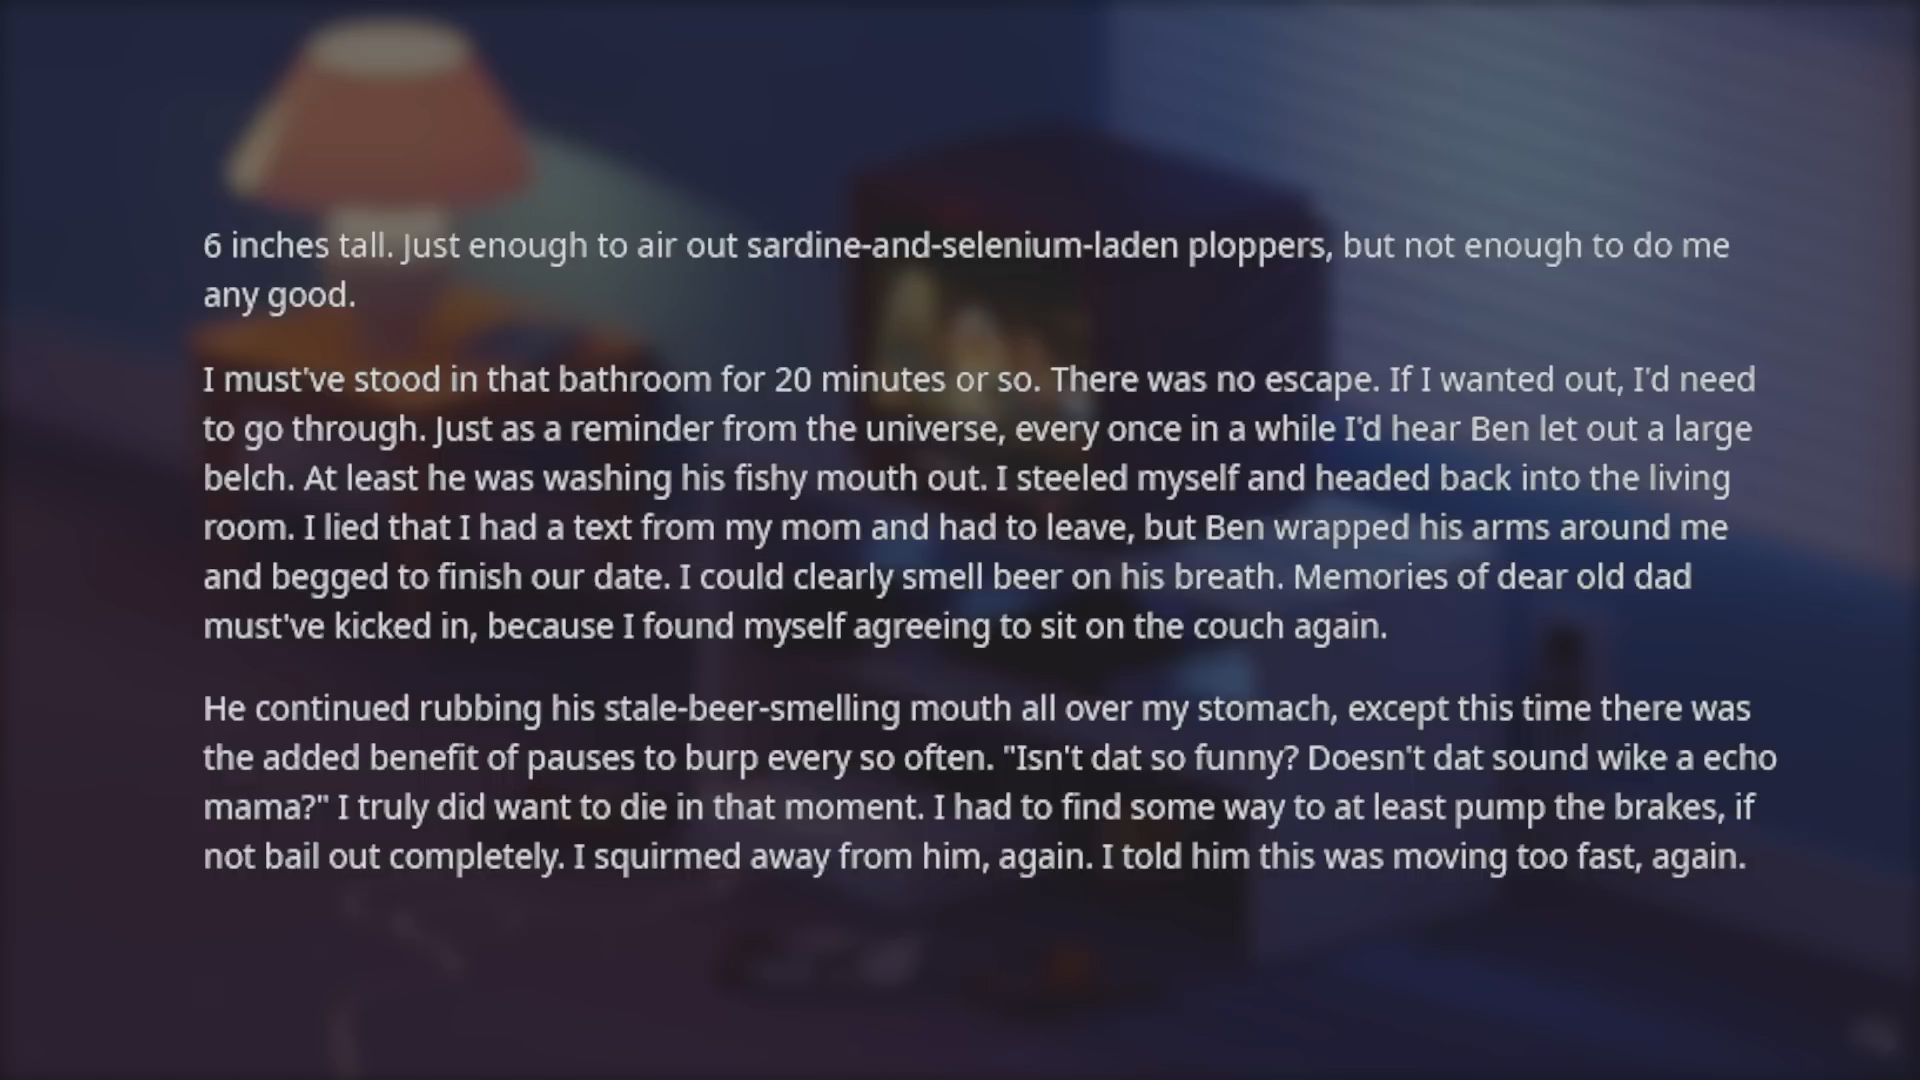 6 inches tall. Just enough to air out sardine-and-selenium-laden ploppers, but not enough to do me
any good.
I must've stood in that bathroom for 20 minutes or so. There was no escape. If I wanted out, I'd need
to go through. Just as a reminder from the universe, every once in a while I'd hear Ben let out a large
belch. At least he was washing his fishy mouth out. I steeled myself and headed back into the living
room. I lied that I had a text from my mom and had to leave, but Ben wrapped his arms around me
and begged to finish our date. I could clearly smell beer on his breath. Memories of dear old dad
must've kicked in, because I found myself agreeing to sit on the couch again.
He continued rubbing his stale-beer-smelling mouth all over my stomach, except this time there was
the added benefit of pauses to burp every so often. "Isn't dat so funny? Doesn't dat sound wike a echo
mama?" I truly did want to die in that moment. I had to find some way to at least pump the brakes, if
not bail out completely. I squirmed away from him, again. I told him this was moving too fast, again.